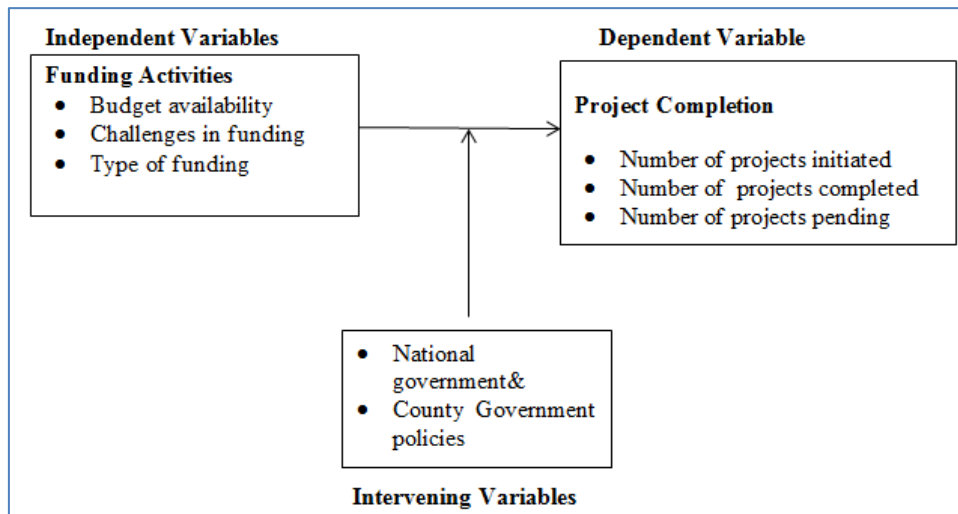 Independent Variables
Funding Activities
● Budget availability
● Challenges in funding
● Type of funding
Dependent Variable
Project Completion
● Number of projects initiated
● Number of projects completed
● Number of projects pending
● National
government&
● County Government
policies
Intervening Variables